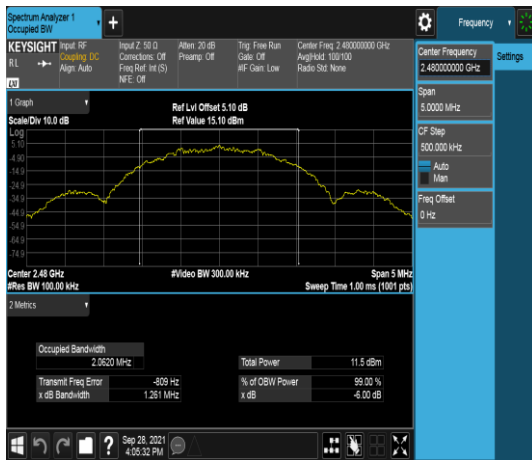 Spectrum Analyzer 1
Occupied BW
+
Frequency
KEYSIGHT
RL
LXI
Input: RF
Coupling: DC
Align: Auto
Input Z: 50 Ω
Corrections: Off
Freq Ref: Int (S)
NFE: Off
Atten: 20 dB
Preamp: Off
Trig: Free Run
Gate: Off
#IF Gain: Low
Center Freq: 2.480000000 GHz
Avg|Hold: 100/100
Radio Std: None
Center Frequency
2.480000000 GHz
Settings
Span
5.0000 MHz
CF Step
500.000 kHz
Auto
Man
Freq Offset
0 Hz
1 Graph
Scale/Div 10.0 dB
Ref Lvl Offset 5.10 dB
Ref Value 15.10 dBm
Log
5.10
-4.90
-14.9
-24.9
-34.9
-44.9
-54.9
-64.9
-74.9
Center 2.48 GHz
#Video BW 300.00 kHz
Span 5 MHz
#Res BW 100.00 kHz
Sweep Time 1.00 ms (1001 pts)
2 Metrics
Occupied Bandwidth
2.0620 MHz
Total Power
11.5 dBm
Transmit Freq Error
-809 Hz
% of OBW Power
99.00 %
x dB Bandwidth
1.261 MHz
x dB
-6.00 dB
?
Sep 28, 2021
4:05:32 PM